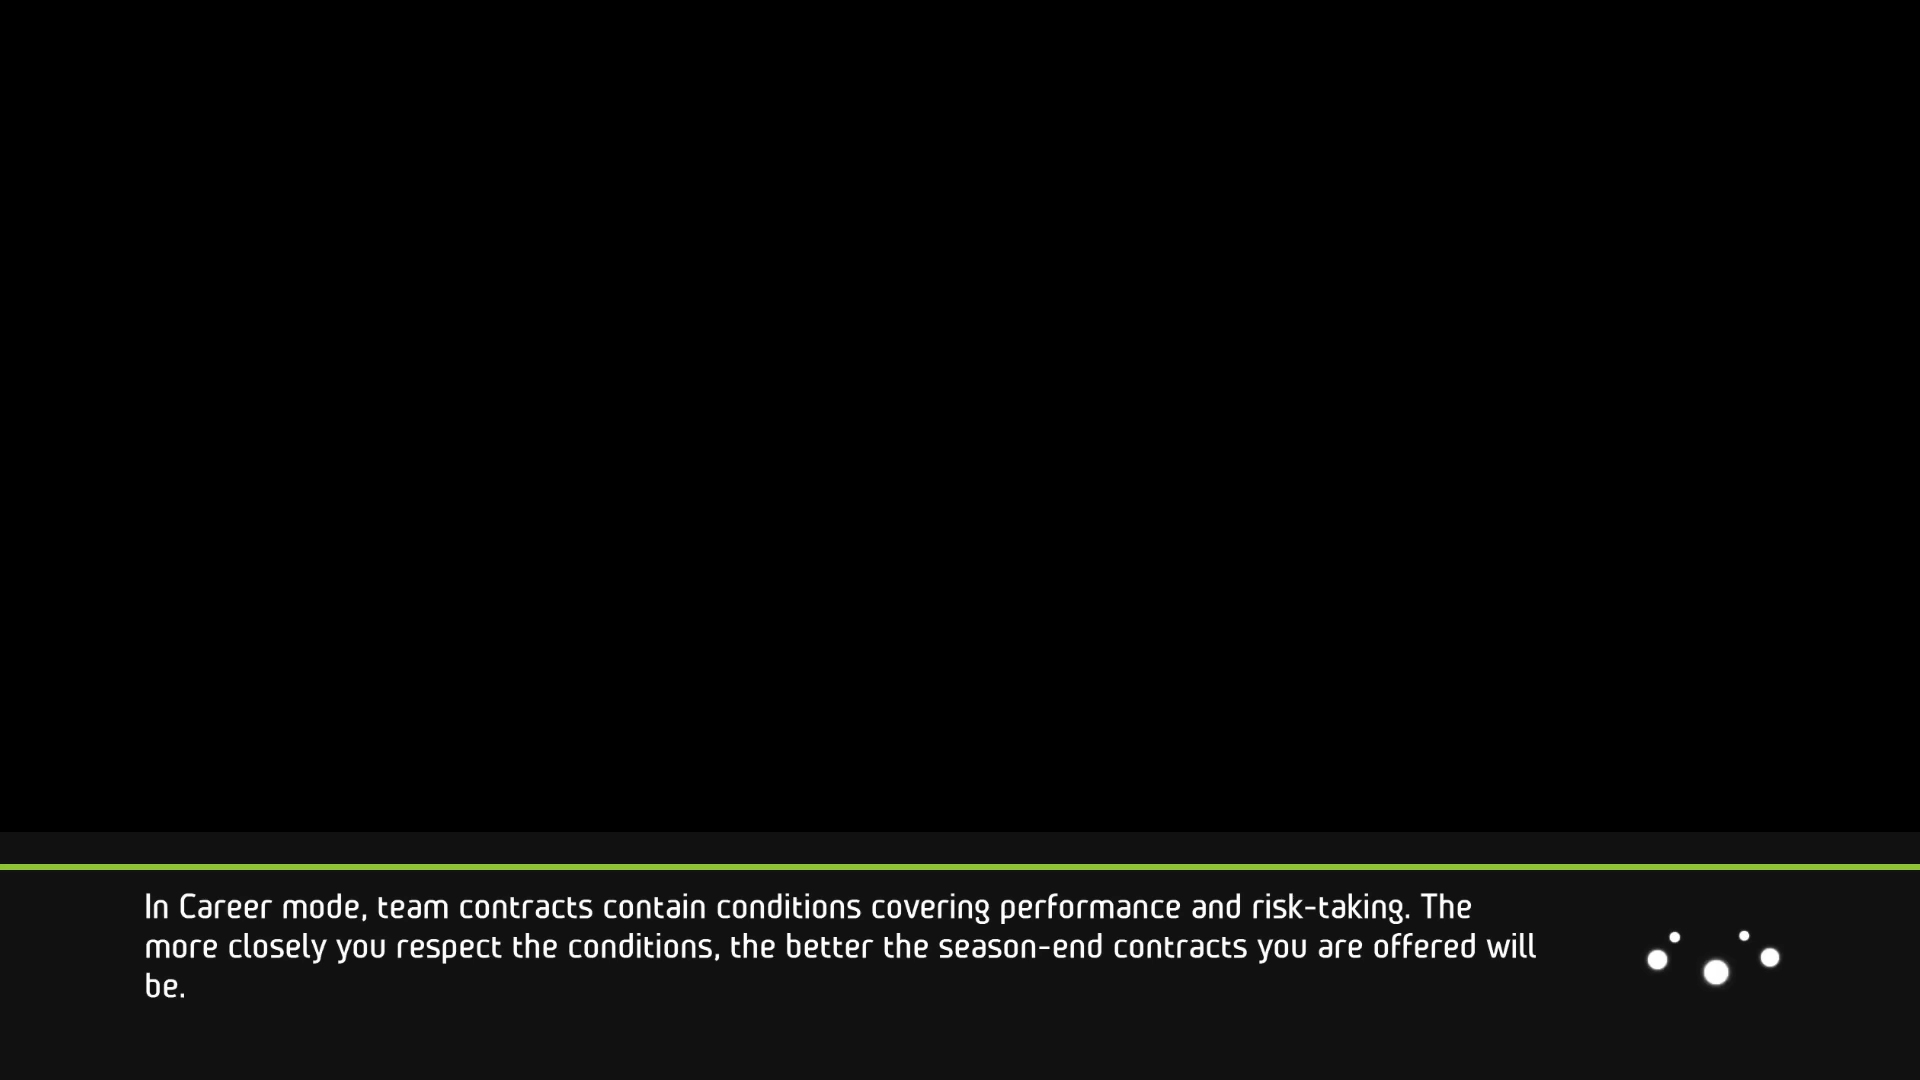 In Career mode, team contracts contain conditions covering performance and risk-taking. The
more closely you respect the conditions, the better the season-end contracts you are offered will
be.